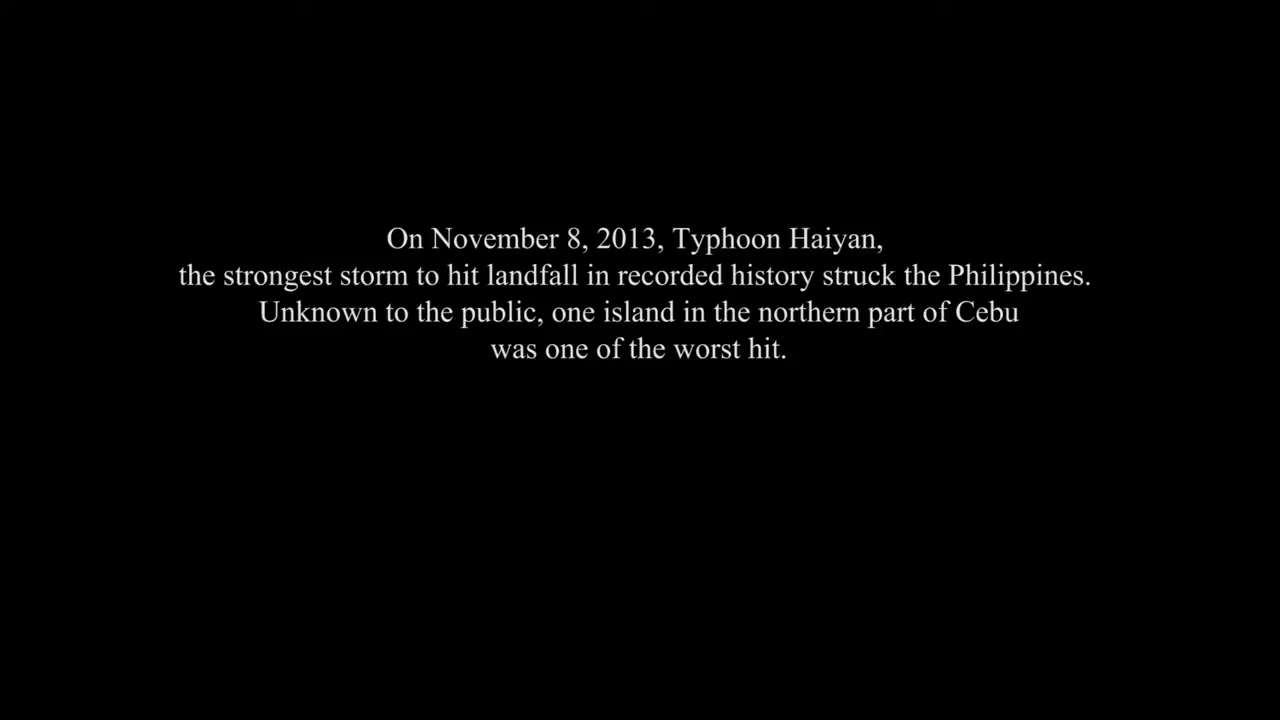 On November 8, 2013, Typhoon Haiyan,
the strongest storm to hit landfall in recorded history struck the Philippines.
Unknown to the public, one island in the northern part of Cebu
was one of the worst hit.